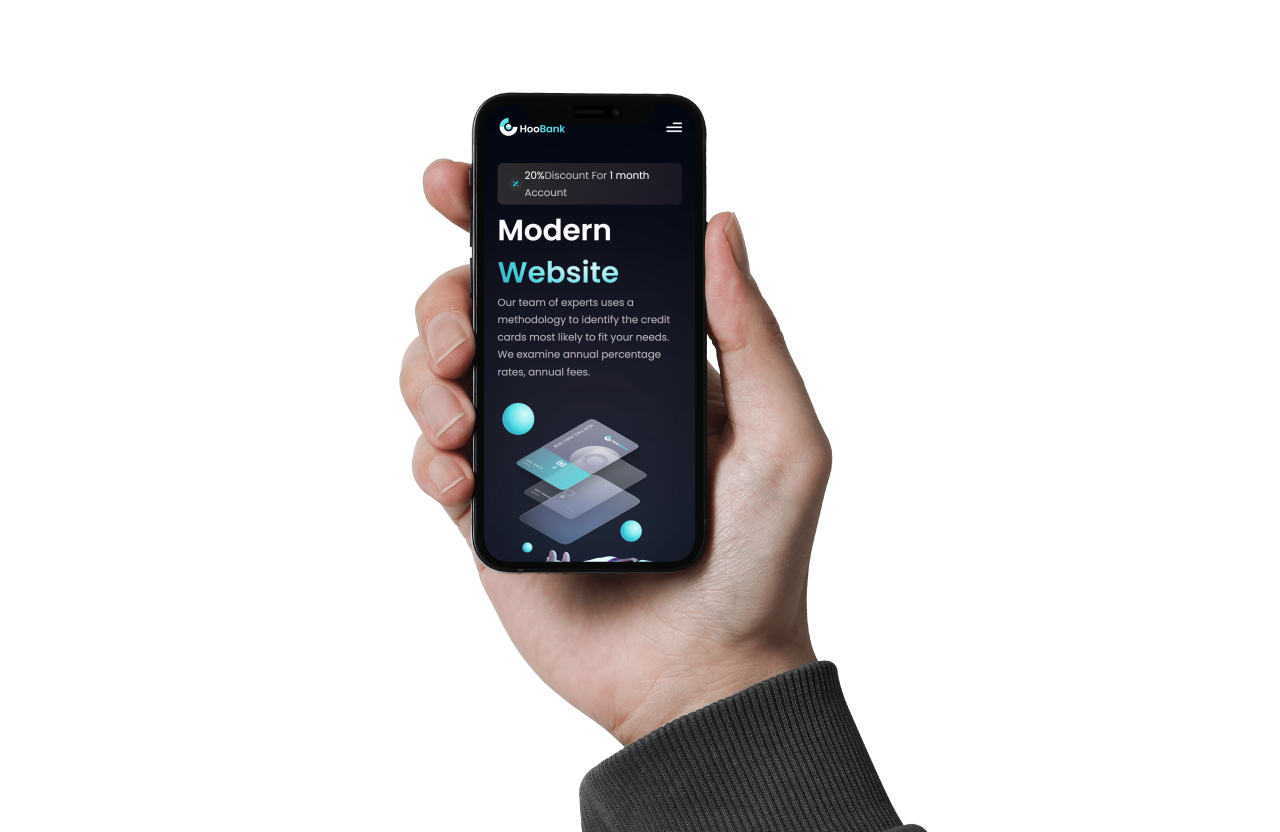 HooBank
20%Discount For 1 month
Account
Modern
Website
Our team of experts uses a
methodology to identify the credit
cards most likely to fit your needs.
We examine annual percentage
rates, annual fees.
HooBank